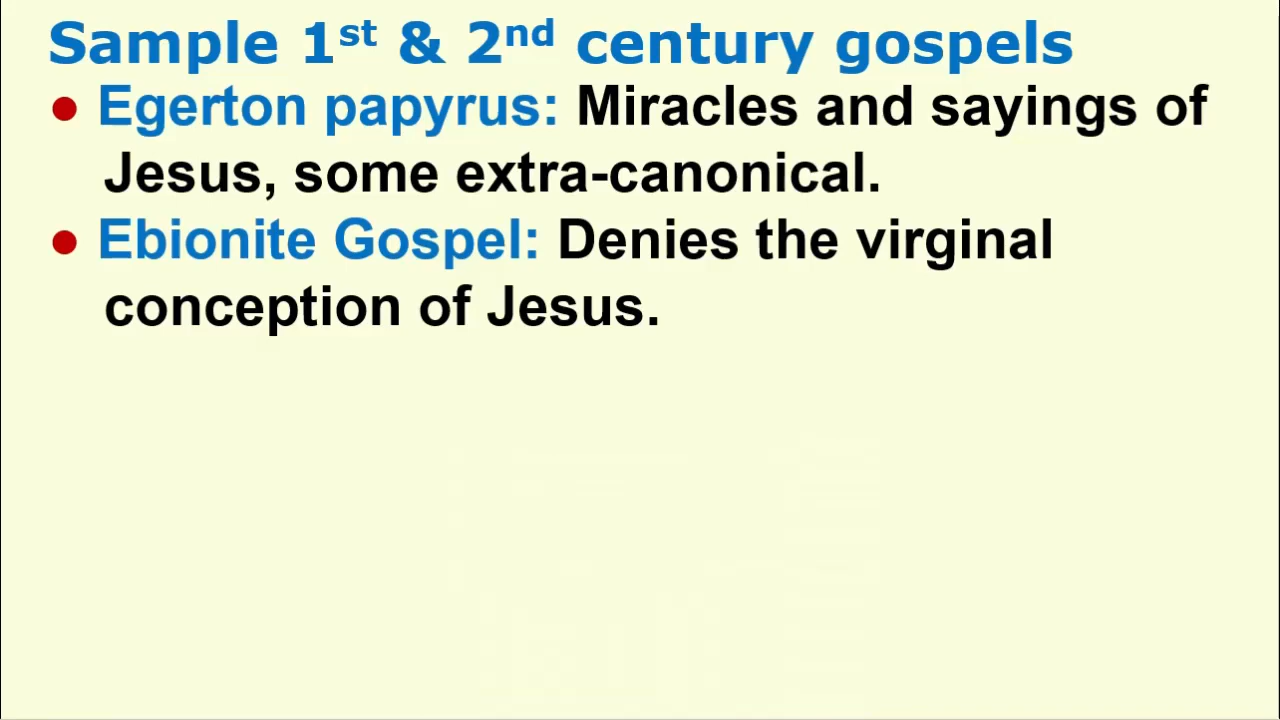 Sample 1st & 2nd century gospels
● Egerton papyrus: Miracles and sayings of
Jesus, some extra-canonical.
● Ebionite Gospel: Denies the virginal
conception of Jesus.